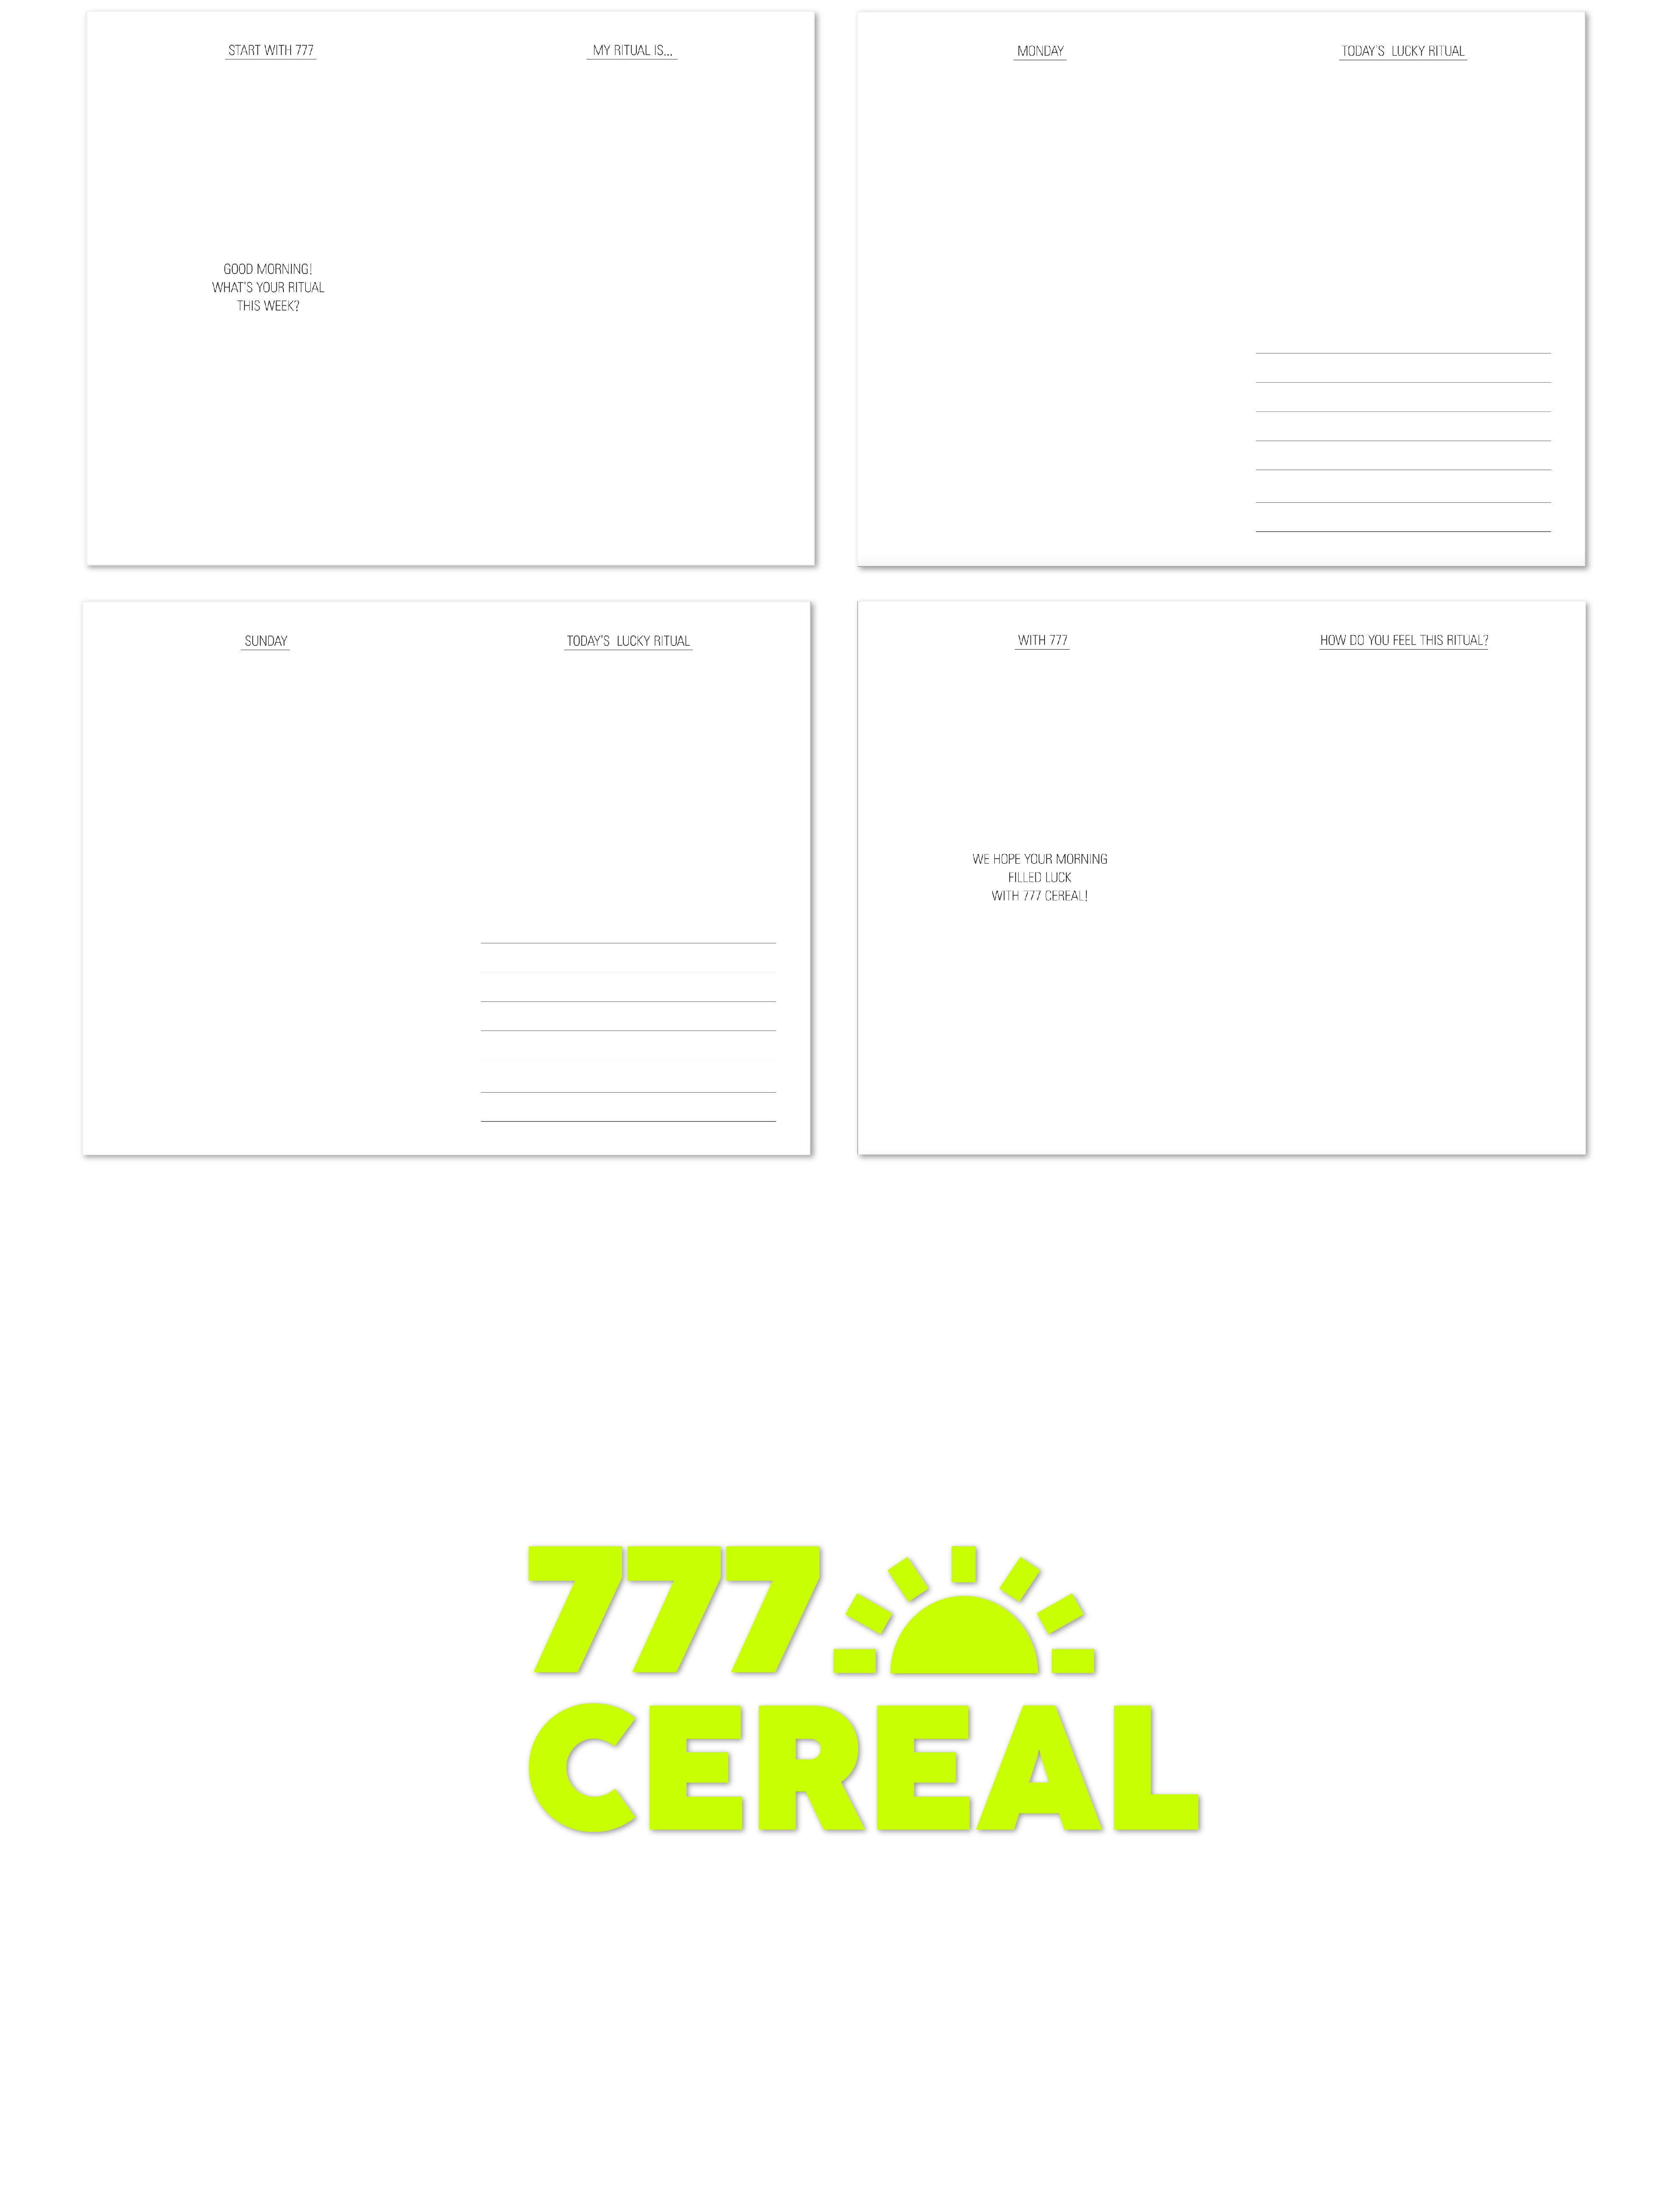 START WITH 777
MY RITUAL IS...
GOOD MORNING!
WHAT'S YOUR RITUAL
THIS WEEK?
MONDAY
TODAY'S LUCKY RITUAL
SUNDAY
TODAY'S LUCKY RITUAL
WITH 777
HOW DO YOU FEEL THIS RITUAL?
WE HOPE YOUR MORNING
FILLED LUCK
WITH 777 CEREAL!
777
CEREAL